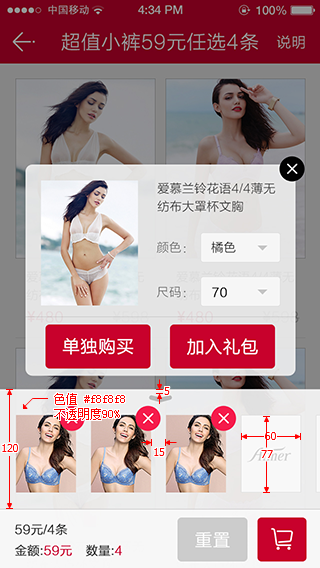 中国移动
4:34 PM
100%
超值小裤59元任选4条
说明
爱慕兰铃花语4/4薄无
纺布大罩杯文胸
颜色:
橘色
尺码:
70
单独购买
加入礼包
5
色值 #f8f8f8
不透明度90%
120
15
60
77
59元/4条
金额:59元 数量:4
重置